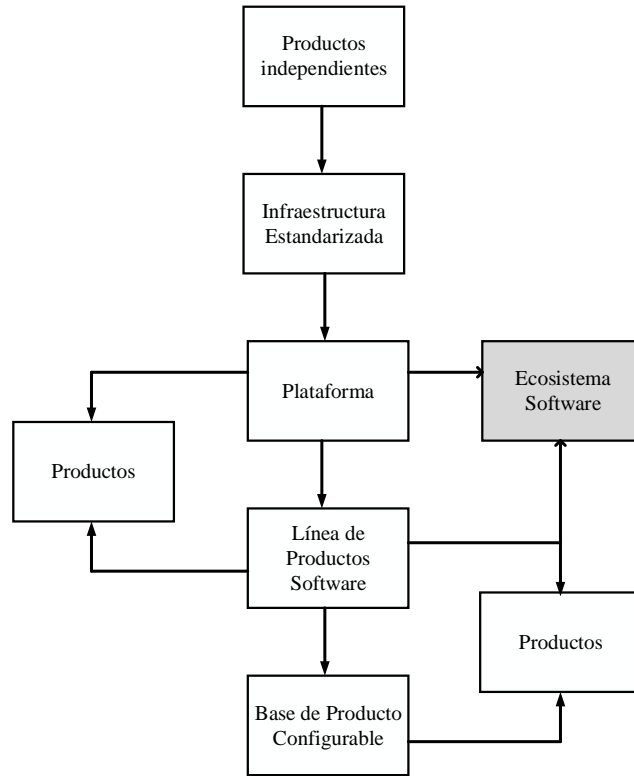 Productos
independientes
Infraestructura
Estandarizada
Plataforma
Ecosistema
Software
Productos
Línea de
Productos
Software
Productos
Base de Producto
Configurable